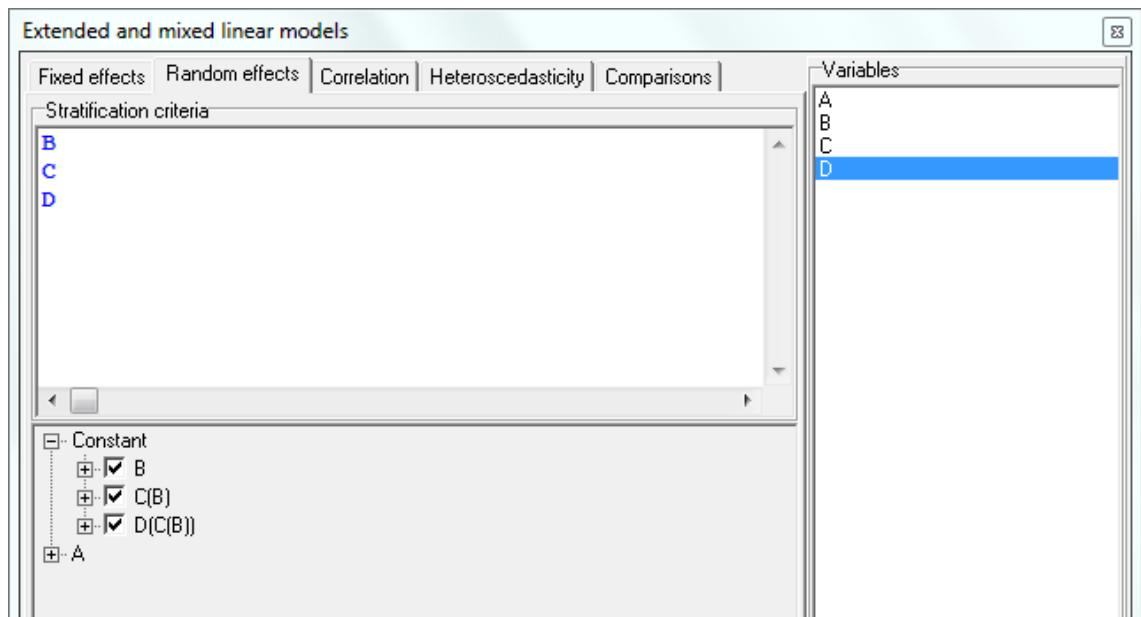 Extended and mixed linear models
Fixed effects Random effects Correlation Heteroscedasticity Comparisons
Stratification criteria
B
C
D
Constant
B
C(B)
D(C(B))
A
Variables
A
B
C
D